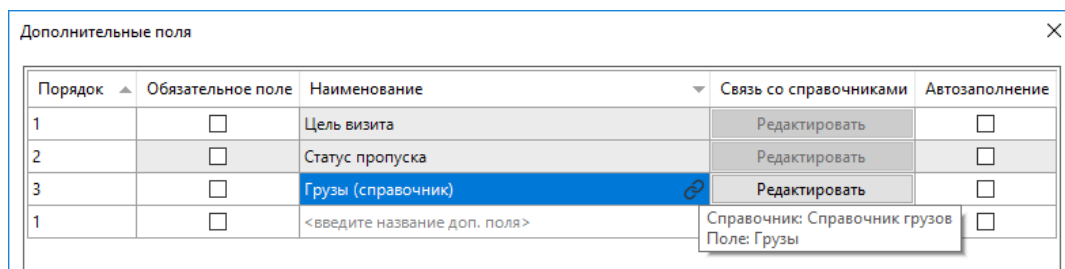 Дополнительные поля
Порядок Обязательное поле Наименование Связь со справочниками Автозаполнение
1 Цель визита Редактировать
2 Статус пропуска Редактировать
3 Грузы (справочник) Редактировать
1 <введите название доп. поля>
Справочник: Справочник грузов
Поле: Грузы